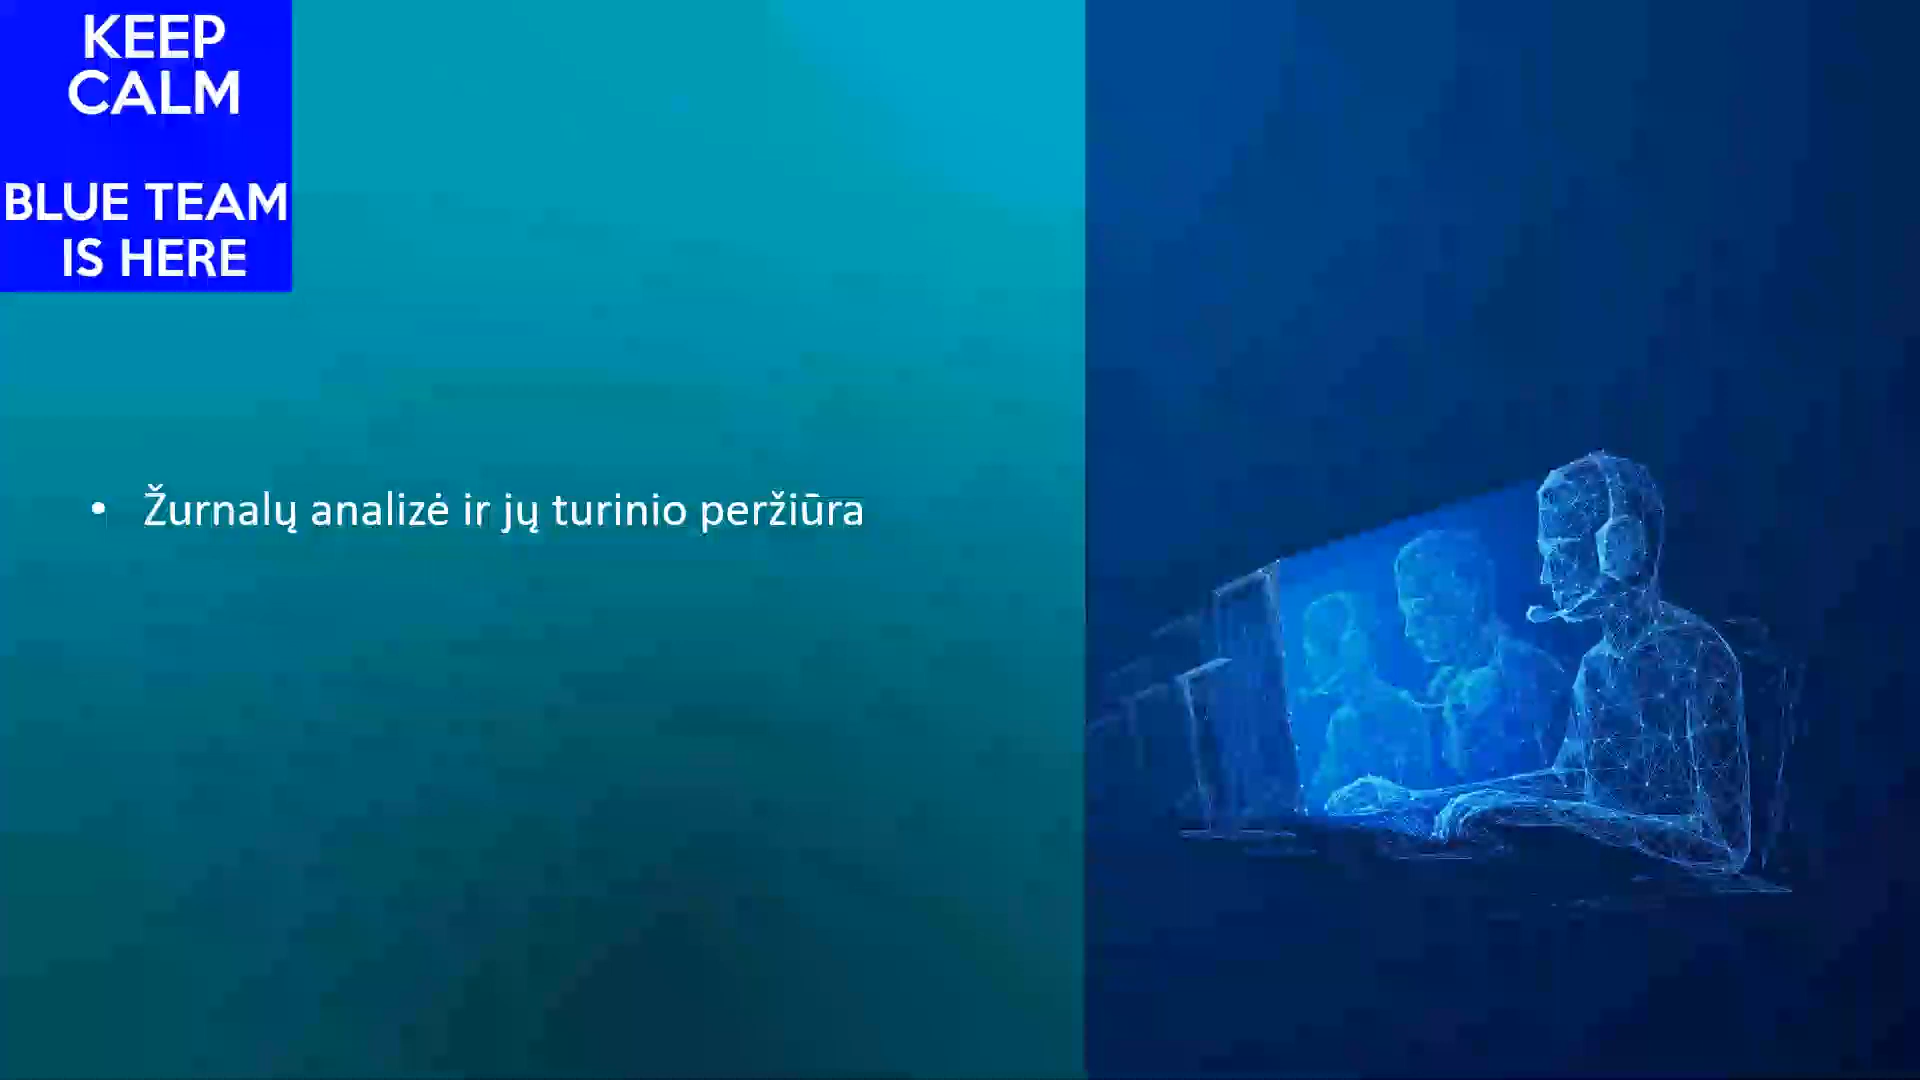 KEEP
CALM
BLUE TEAM
IS HERE
• Žurnalų analizė ir jų turinio peržiūra